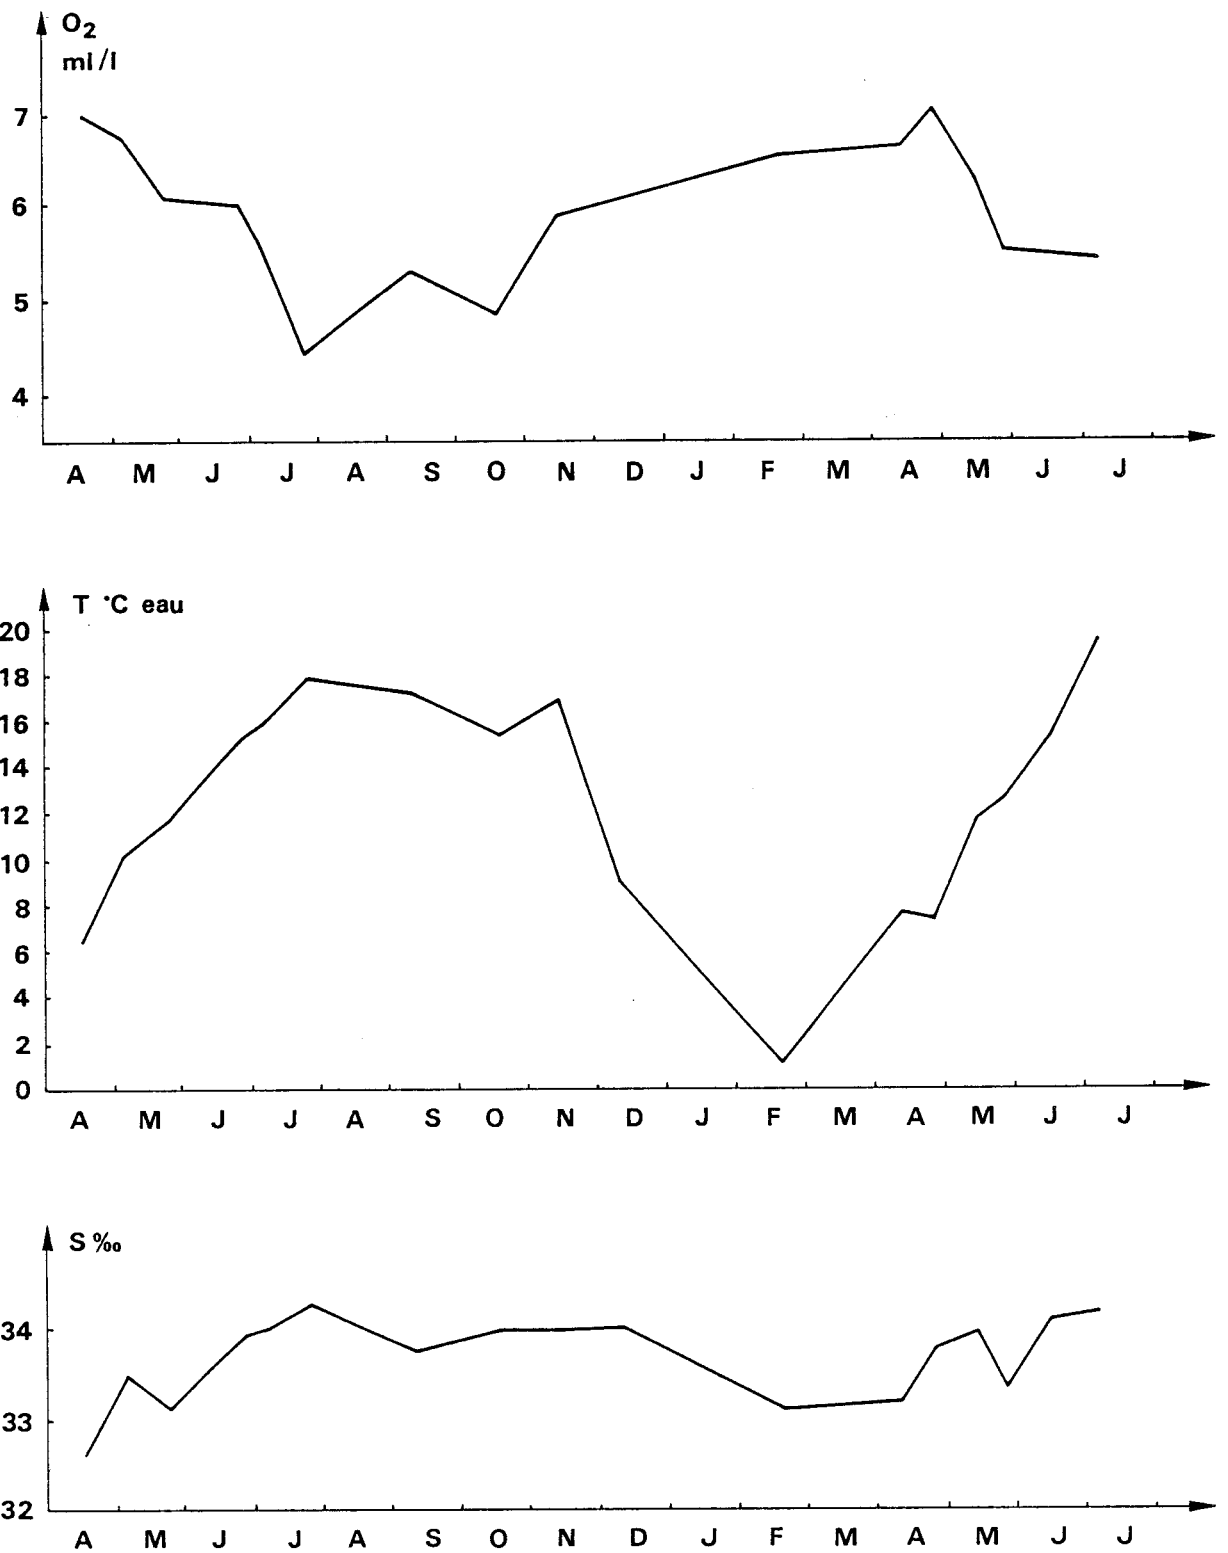 O2
ml/l
7
6
5
4
A M J J A S O N D J F M A M J J
T °C eau
20
18
16
14
12
10
8
6
4
2
0
A M J J A S O N D J F M A M J J
S ‰
34
33
32
A M J J A S O N D J F M A M J J